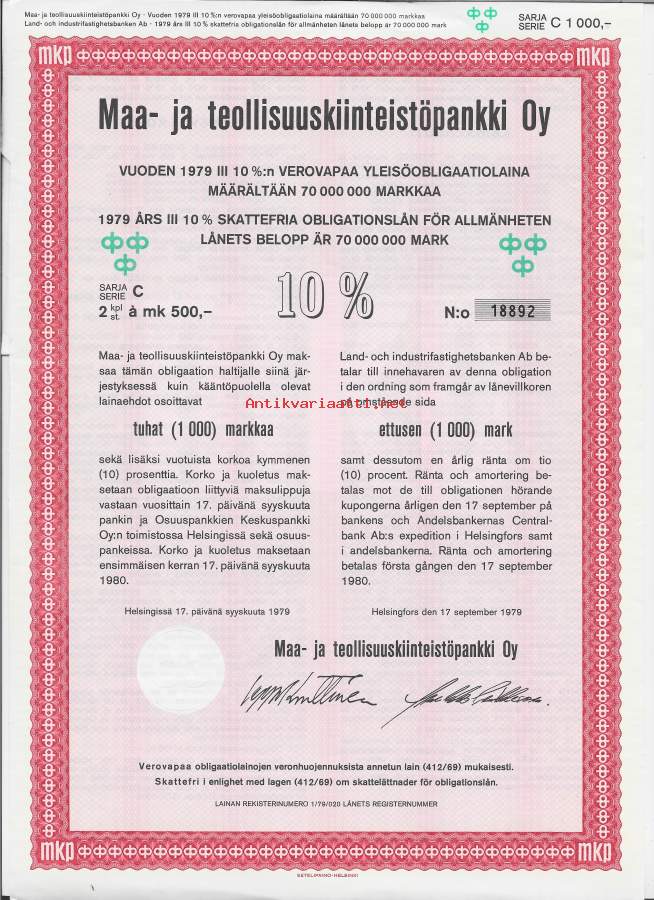 Maa- ja teollisuuskiinteistöpankki Oy · Vuoden 1979 III 10 %:n verovapaa yleisöobligaatiolaina määrältään 70 000 000 markkaa
Land- och industrifastighetsbanken Ab · 1979 års III 10 % skattefria obligationslån för allmänheten lånets belopp är 70 000 000 mark
SARJA
SERIE C 1 000,–
mkp mkp
Maa- ja teollisuuskiinteistöpankki Oy
VUODEN 1979 III 10 %:n VEROVAPAA YLEISÖOBLIGAATIOLAINA
MÄÄRÄLTÄÄN 70 000 000 MARKKAA
1979 ÅRS III 10 % SKATTEFRIA OBLIGATIONSLÅN FÖR ALLMÄNHETEN
LÅNETS BELOPP ÄR 70 000 000 MARK
SARJA
SERIE C
2 kpl
st. à mk 500,–
10 %
N:o 18892
Maa- ja teollisuuskiinteistöpankki Oy mak-
saa tämän obligaation haltijalle siinä jär-
jestyksessä kuin kääntöpuolella olevat
lainaehdot osoittavat
tuhat (1 000) markkaa
sekä lisäksi vuotuista korkoa kymmenen
(10) prosenttia. Korko ja kuoletus mak-
setaan obligaatioon liittyviä maksulippuja
vastaan vuosittain 17. päivänä syyskuuta
pankin ja Osuuspankkien Keskuspankki
Oy:n toimistossa Helsingissä sekä osuus-
pankeissa. Korko ja kuoletus maksetaan
ensimmäisen kerran 17. päivänä syyskuuta
1980.
Helsingissä 17. päivänä syyskuuta 1979
Land- och industrifastighetsbanken Ab be-
talar till innehavaren av denna obligation
i den ordning som framgår av lånevillkoren
på omstående sida
Antikvariaatti.net
ettusen (1 000) mark
samt dessutom en årlig ränta om tio
(10) procent. Ränta och amortering be-
talas mot de till obligationen hörande
kupongerna årligen den 17 september på
bankens och Andelsbankernas Central-
bank Ab:s expedition i Helsingfors samt
i andelsbankerna. Ränta och amortering
betalas första gången den 17 september
1980.
Helsingfors den 17 september 1979
Maa- ja teollisuuskiinteistöpankki Oy
Verovapaa obligaatiolainojen veronhuojennuksista annetun lain (412/69) mukaisesti.
Skattefri i enlighet med lagen (412/69) om skattelättnader för obligationslån.
LAINAN REKISTERINUMERO 1/79/020 LÅNETS REGISTERNUMMER
mkp mkp
SETELIPAINO-HELSINKI